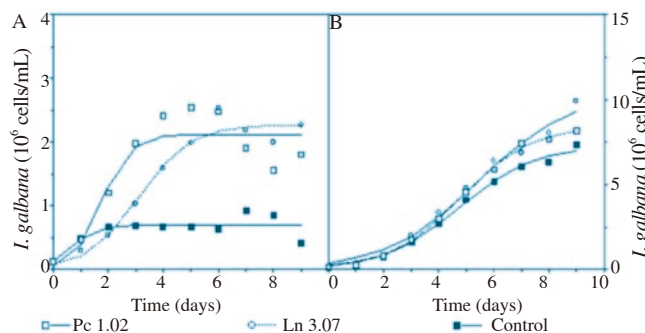 A
B
4
3
2
1
0
I. galbana (10⁶ cells/mL)
0 2 4 6 8
Time (days)
15
10
5
0
I. galbana (10⁶ cells/mL)
0 2 4 6 8 10
Time (days)
Pc 1.02 Ln 3.07 Control